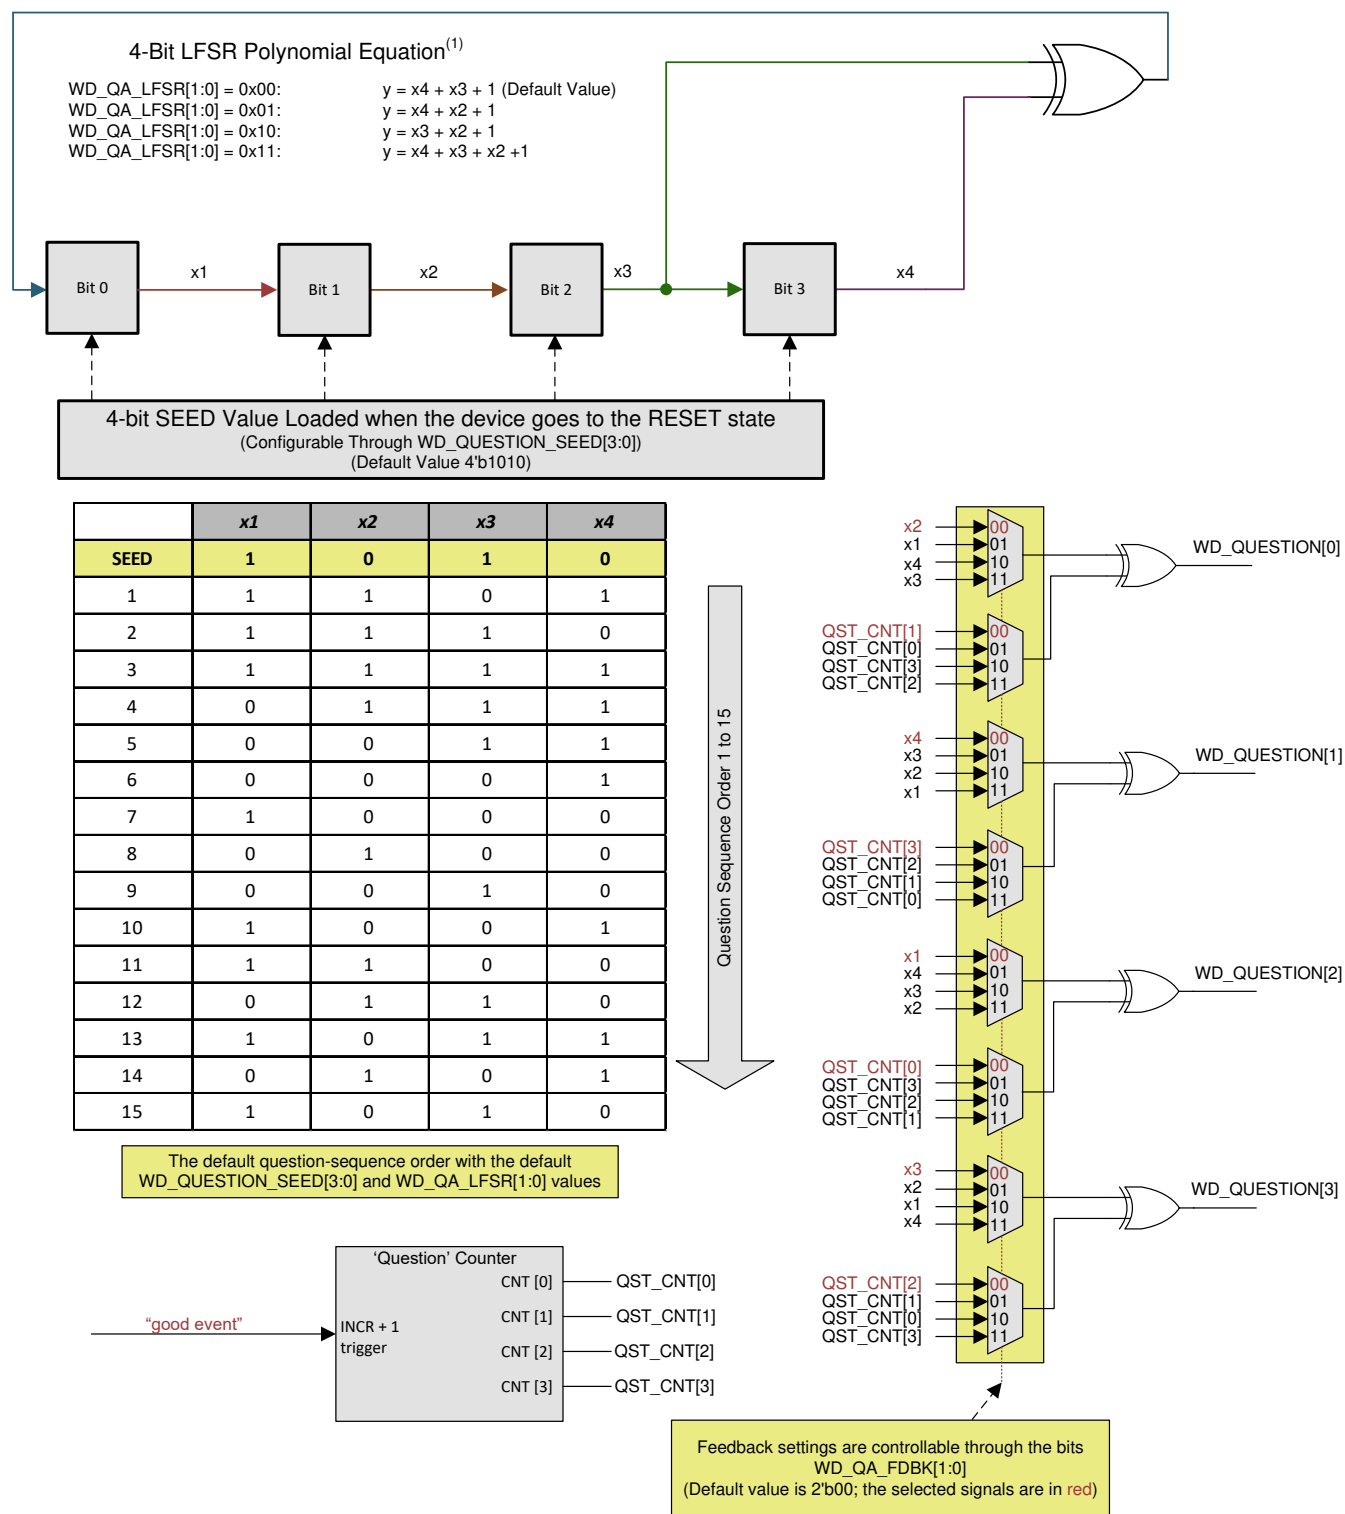 4-Bit LFSR Polynomial Equation(1)
WD_QA_LFSR[1:0] = 0x00: y = x4 + x3 + 1 (Default Value)
WD_QA_LFSR[1:0] = 0x01: y = x4 + x2 + 1
WD_QA_LFSR[1:0] = 0x10: y = x3 + x2 + 1
WD_QA_LFSR[1:0] = 0x11: y = x4 + x3 + x2 +1
Bit 0
x1
Bit 1
x2
Bit 2
x3
Bit 3
x4
4-bit SEED Value Loaded when the device goes to the RESET state
(Configurable Through WD_QUESTION_SEED[3:0])
(Default Value 4'b1010)
x1 x2 x3 x4
SEED 1 0 1 0
1 1 1 0 1
2 1 1 1 0
3 1 1 1 1
4 0 1 1 1
5 0 0 1 1
6 0 0 0 1
7 1 0 0 0
8 0 1 0 0
9 0 0 1 0
10 1 0 0 1
11 1 1 0 0
12 0 1 1 0
13 1 0 1 1
14 0 1 0 1
15 1 0 1 0
Question Sequence Order 1 to 15
The default question-sequence order with the default
WD_QUESTION_SEED[3:0] and WD_QA_LFSR[1:0] values
x2 00
x1 01
x4 10
x3 11
WD_QUESTION[0]
QST_CNT[1] 00
QST_CNT[0] 01
QST_CNT[3] 10
QST_CNT[2] 11
x4 00
x3 01
x2 10
x1 11
WD_QUESTION[1]
QST_CNT[3] 00
QST_CNT[2] 01
QST_CNT[1] 10
QST_CNT[0] 11
x1 00
x4 01
x3 10
x2 11
WD_QUESTION[2]
QST_CNT[0] 00
QST_CNT[3] 01
QST_CNT[2] 10
QST_CNT[1] 11
x3 00
x2 01
x1 10
x4 11
WD_QUESTION[3]
QST_CNT[2] 00
QST_CNT[1] 01
QST_CNT[0] 10
QST_CNT[3] 11
'Question' Counter
"good event"
INCR + 1
trigger
CNT [0] QST_CNT[0]
CNT [1] QST_CNT[1]
CNT [2] QST_CNT[2]
CNT [3] QST_CNT[3]
Feedback settings are controllable through the bits
WD_QA_FDBK[1:0]
(Default value is 2'b00; the selected signals are in red)